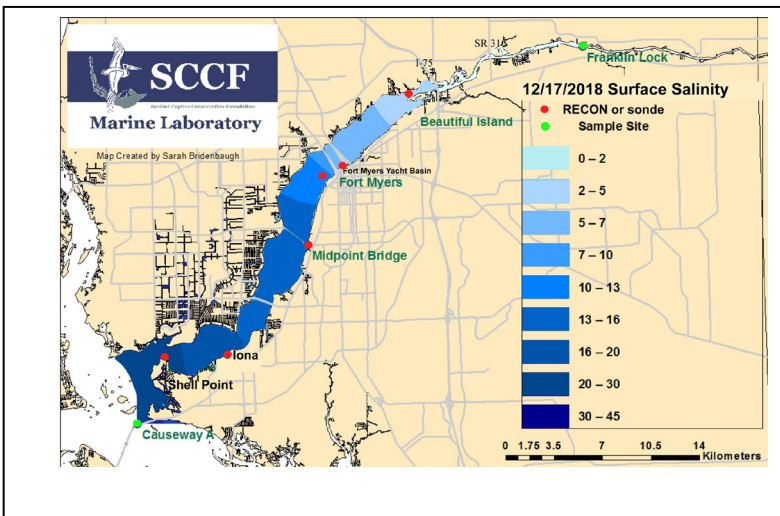 SCCF
Sanibel-Captiva Conservation Foundation
Marine Laboratory
Map Created by Sarah Bridenbaugh
I-75
SR 31
Franklin Lock
Beautiful Island
Fort Myers Yacht Basin
Fort Myers
Midpoint Bridge
Iona
Shell Point
Causeway A
12/17/2018 Surface Salinity
RECON or sonde
Sample Site
0 – 2
2 – 5
5 – 7
7 – 10
10 – 13
13 – 16
16 – 20
20 – 30
30 – 45
0 1.75 3.5 7 10.5 14
Kilometers